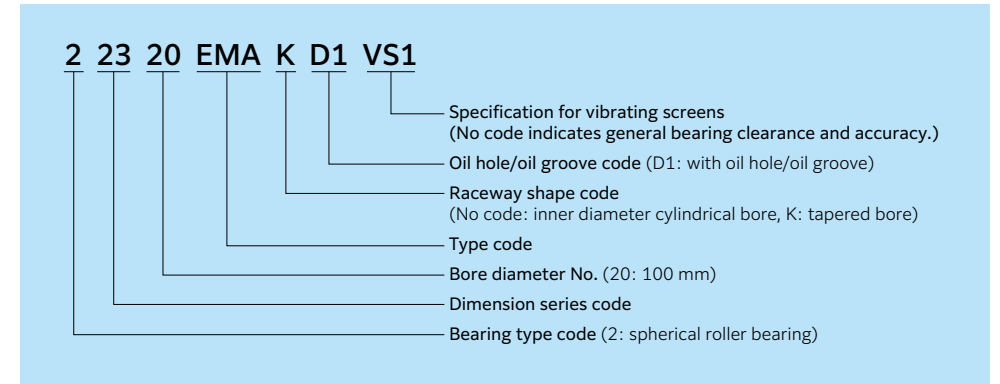 2 23 20 EMA K D1 VS1
Specification for vibrating screens
(No code indicates general bearing clearance and accuracy.)
Oil hole/oil groove code (D1: with oil hole/oil groove)
Raceway shape code
(No code: inner diameter cylindrical bore, K: tapered bore)
Type code
Bore diameter No. (20: 100 mm)
Dimension series code
Bearing type code (2: spherical roller bearing)